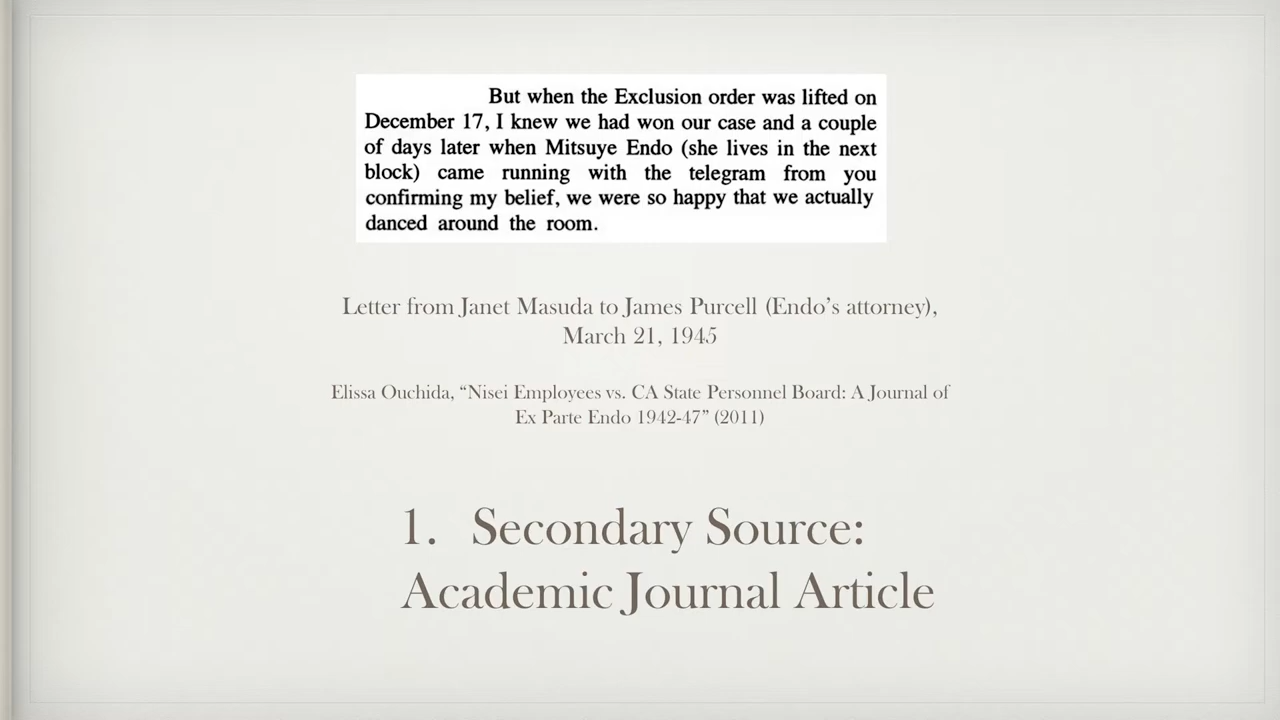 But when the Exclusion order was lifted on
December 17, I knew we had won our case and a couple
of days later when Mitsuye Endo (she lives in the next
block) came running with the telegram from you
confirming my belief, we were so happy that we actually
danced around the room.
Letter from Janet Masuda to James Purcell (Endo’s attorney),
March 21, 1945
Elissa Ouchida, “Nisei Employees vs. CA State Personnel Board: A Journal of
Ex Parte Endo 1942-47” (2011)
1. Secondary Source:
Academic Journal Article